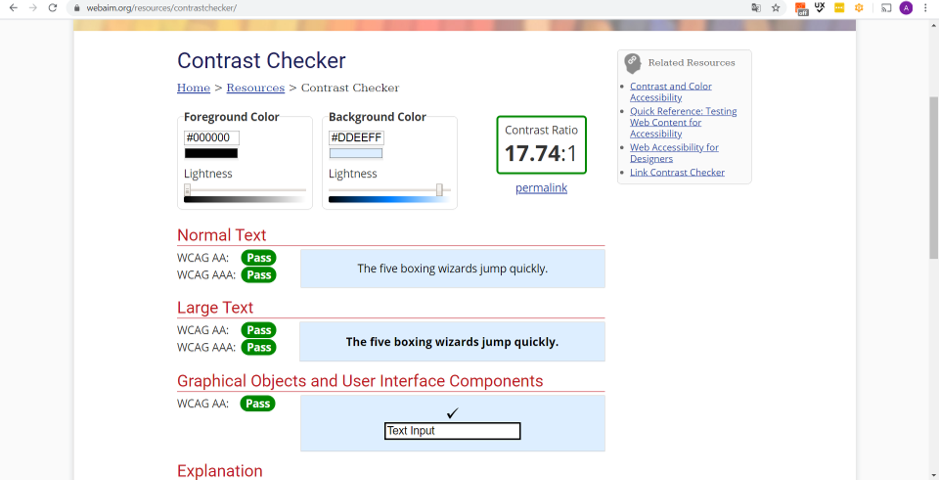 webaim.org/resources/contrastchecker/
UX
off
A
Contrast Checker
Home > Resources > Contrast Checker
Foreground Color
#000000
Lightness
Background Color
#DDEEFF
Lightness
Contrast Ratio
17.74:1
permalink
Related Resources
Contrast and Color
Accessibility
Quick Reference: Testing
Web Content for
Accessibility
Web Accessibility for
Designers
Link Contrast Checker
Normal Text
WCAG AA: Pass
WCAG AAA: Pass
The five boxing wizards jump quickly.
Large Text
WCAG AA: Pass
WCAG AAA: Pass
The five boxing wizards jump quickly.
Graphical Objects and User Interface Components
WCAG AA: Pass
Text Input
Explanation